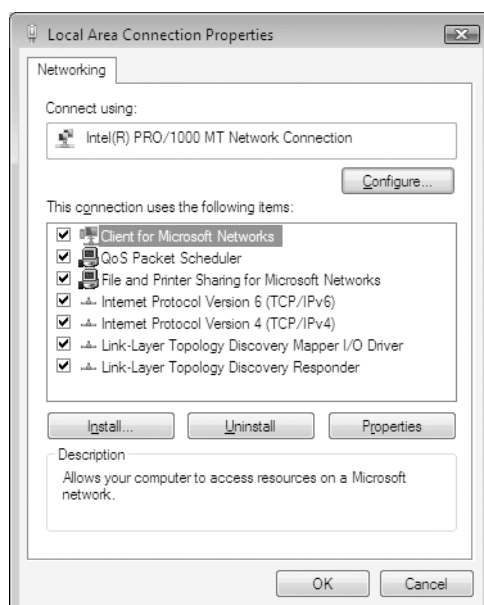 Local Area Connection Properties
Networking
Connect using:
Intel(R) PRO/1000 MT Network Connection
Configure...
This connection uses the following items:
Client for Microsoft Networks
QoS Packet Scheduler
File and Printer Sharing for Microsoft Networks
Internet Protocol Version 6 (TCP/IPv6)
Internet Protocol Version 4 (TCP/IPv4)
Link-Layer Topology Discovery Mapper I/O Driver
Link-Layer Topology Discovery Responder
Install... Uninstall Properties
Description
Allows your computer to access resources on a Microsoft
network.
OK Cancel